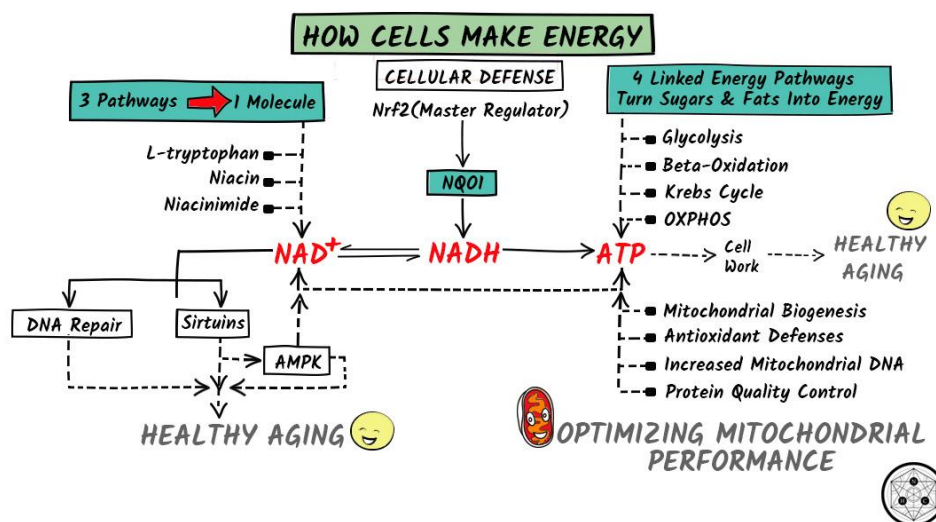 HOW CELLS MAKE ENERGY
CELLULAR DEFENSE
Nrf2(Master Regulator)
NQO1
3 Pathways 1 Molecule
L-tryptophan
Niacin
Niacinimide
4 Linked Energy Pathways
Turn Sugars & Fats Into Energy
Glycolysis
Beta-Oxidation
Krebs Cycle
OXPHOS
NAD+
NADH
ATP
Cell
Work
HEALTHY
AGING
DNA Repair
Sirtuins
AMPK
HEALTHY AGING
Mitochondrial Biogenesis
Antioxidant Defenses
Increased Mitochondrial DNA
Protein Quality Control
OPTIMIZING MITOCHONDRIAL
PERFORMANCE
N
H
C